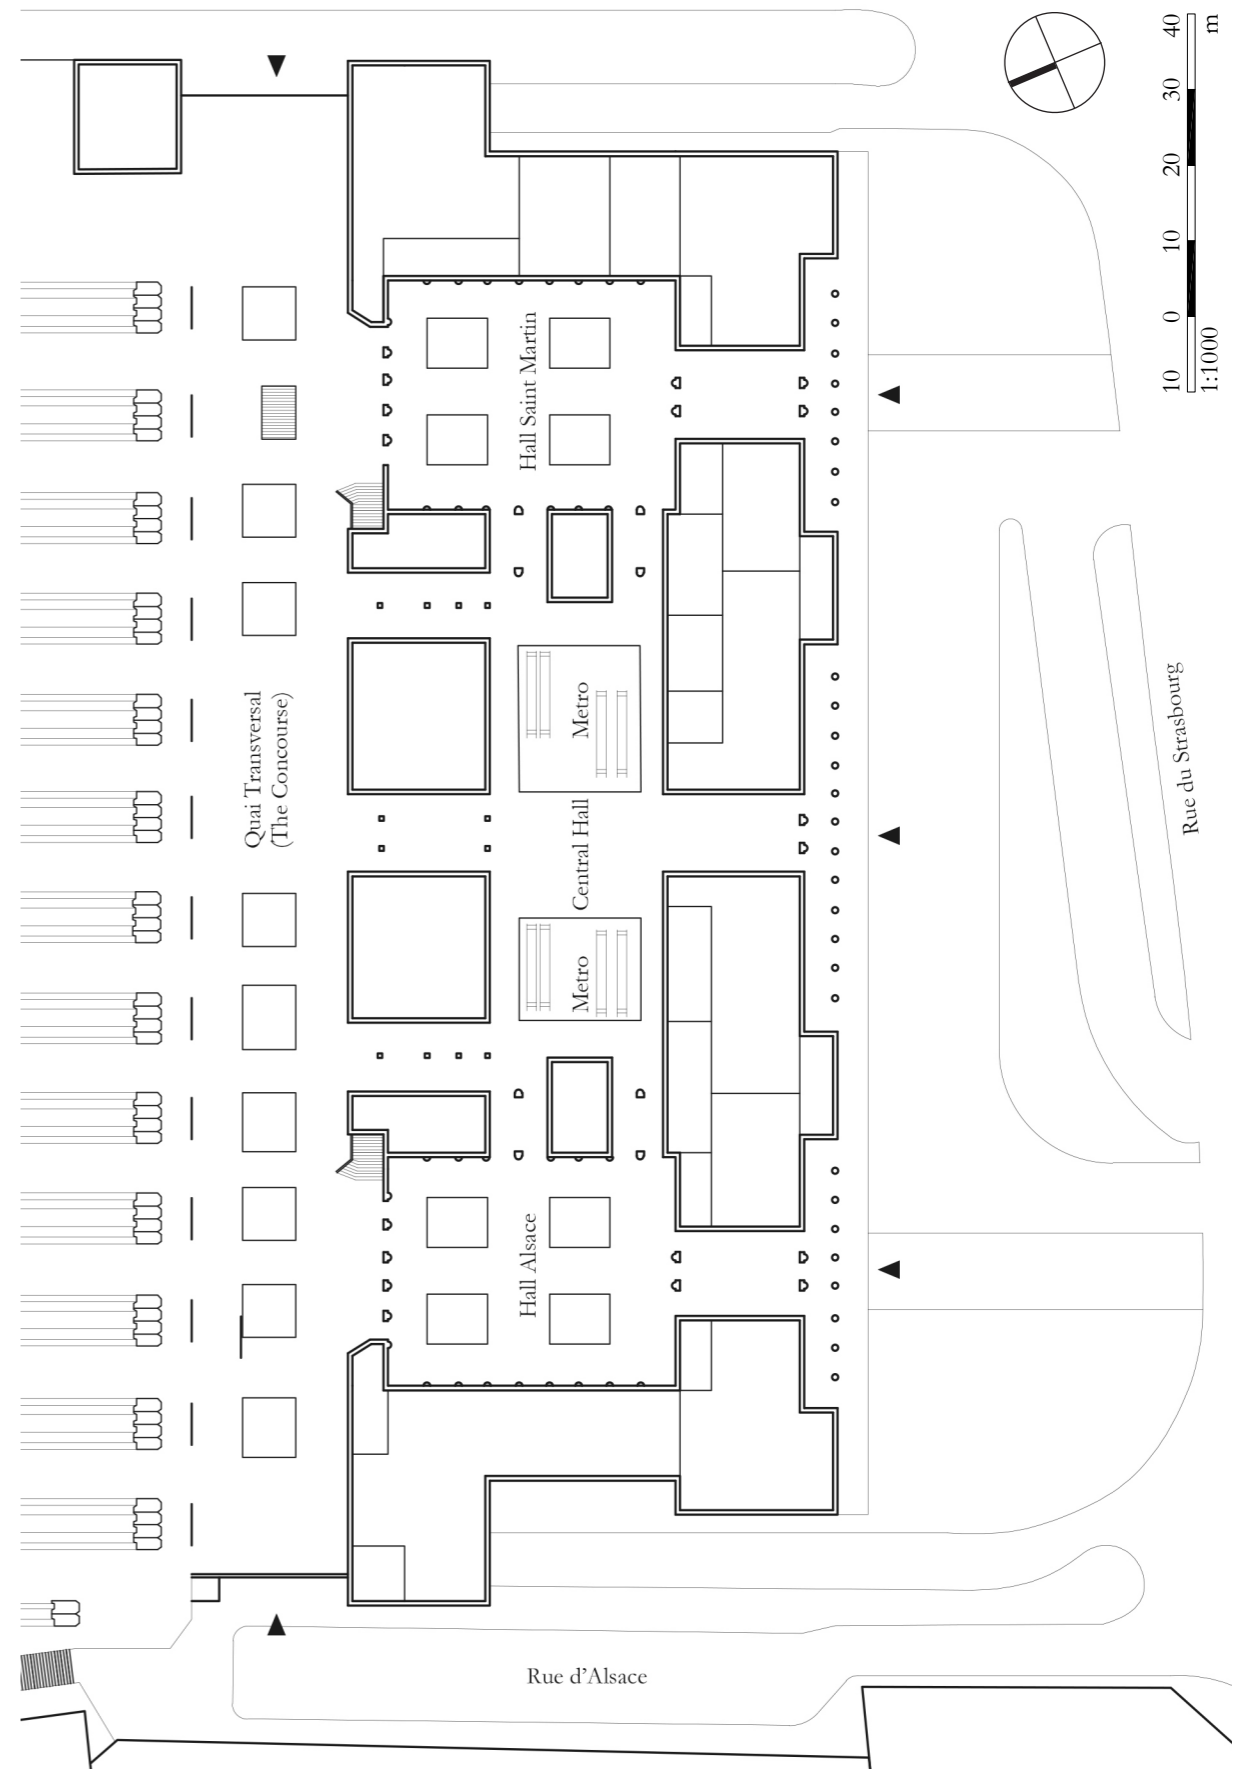 40
30
20
10
0
10
m
1:1000
Hall Saint Martin
Quai Transversal
(The Concourse)
Metro
Central Hall
Metro
Hall Alsace
Rue du Strasbourg
Rue d’Alsace